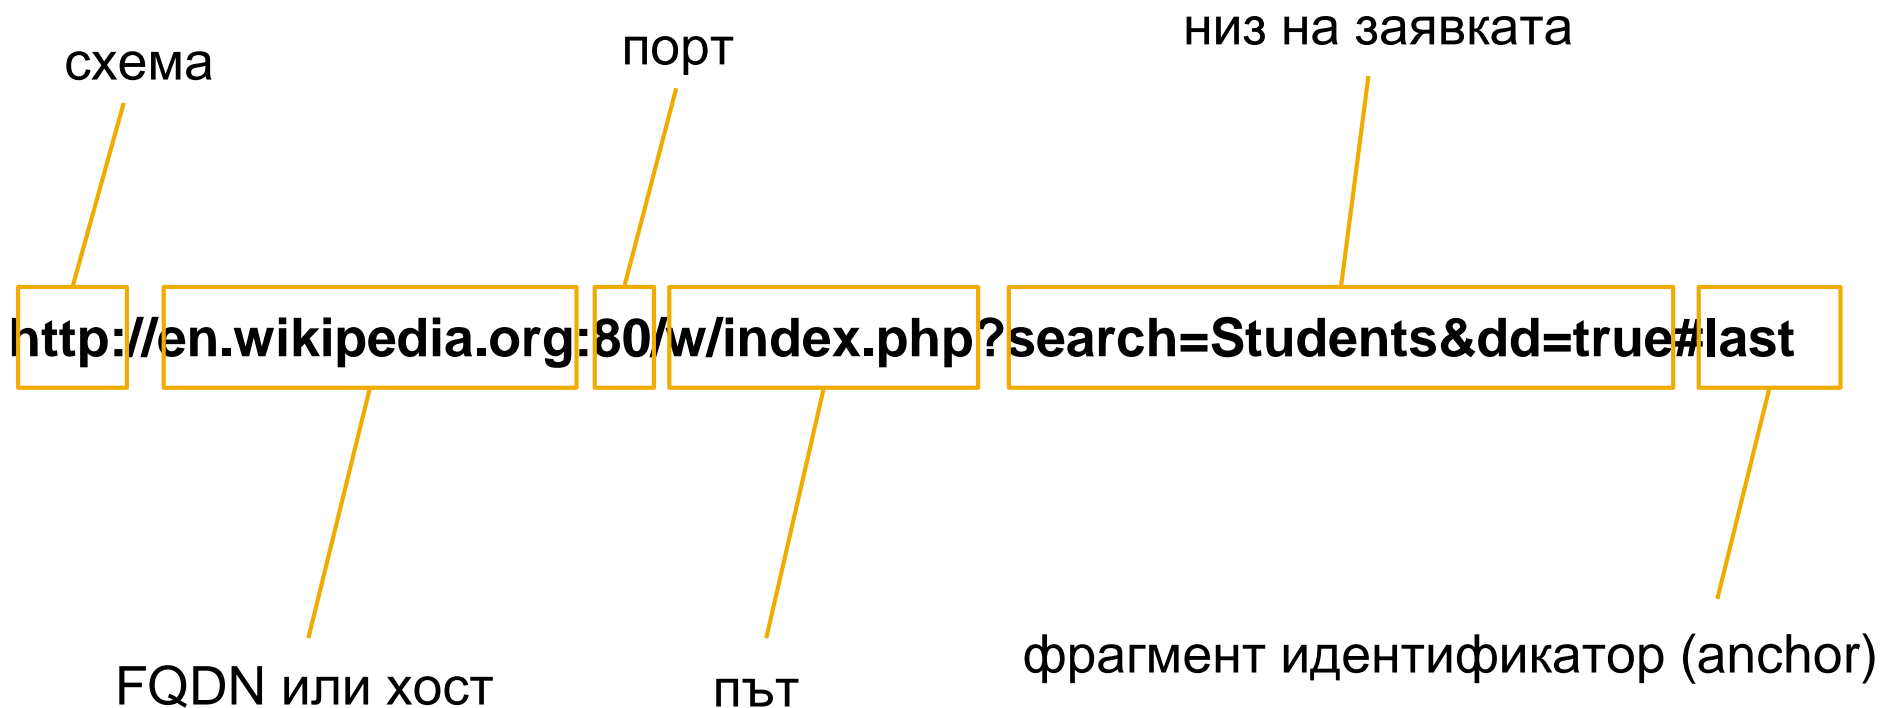 низ на заявката
порт
схема
http://en.wikipedia.org:80/w/index.php?search=Students&dd=true#last
фрагмент идентификатор (anchor)
FQDN или хост
път